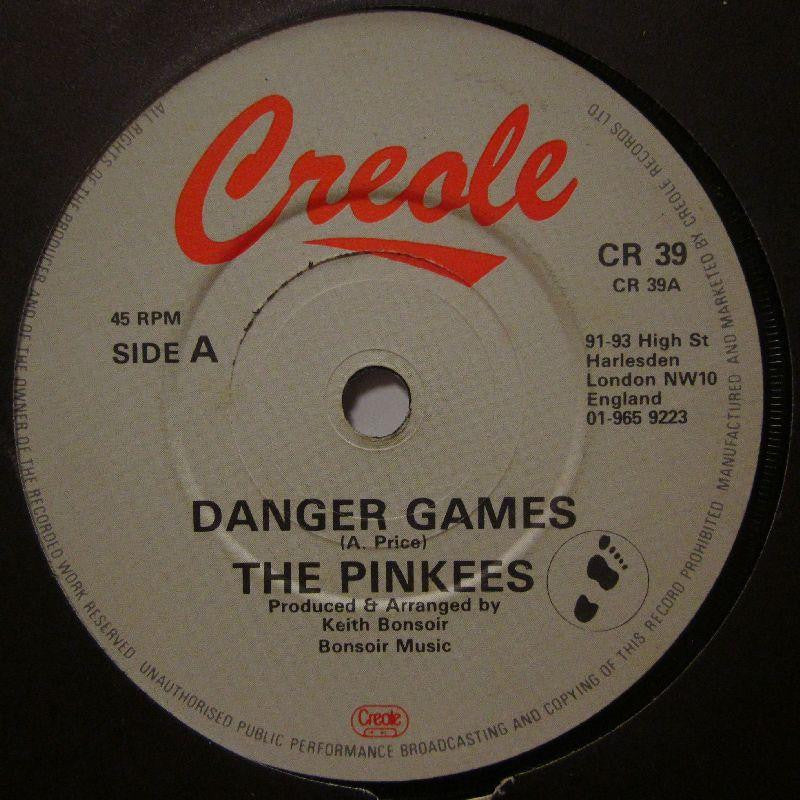 Creole
CR 39
CR 39A
45 RPM
SIDE A
91-93 High St
Harlesden
London NW10
England
01-965 9223
DANGER GAMES
(A. Price)
THE PINKEES
Produced & Arranged by
Keith Bonsoir
Bonsoir Music
Creole
ALL RIGHTS OF THE PRODUCER AND OF THE OWNER OF THE RECORDED WORK RESERVED UNAUTHORISED PUBLIC PERFORMANCE BROADCASTING AND COPYING OF THIS RECORD PROHIBITED MANUFACTURED AND MARKETED BY CREOLE RECORDS LTD